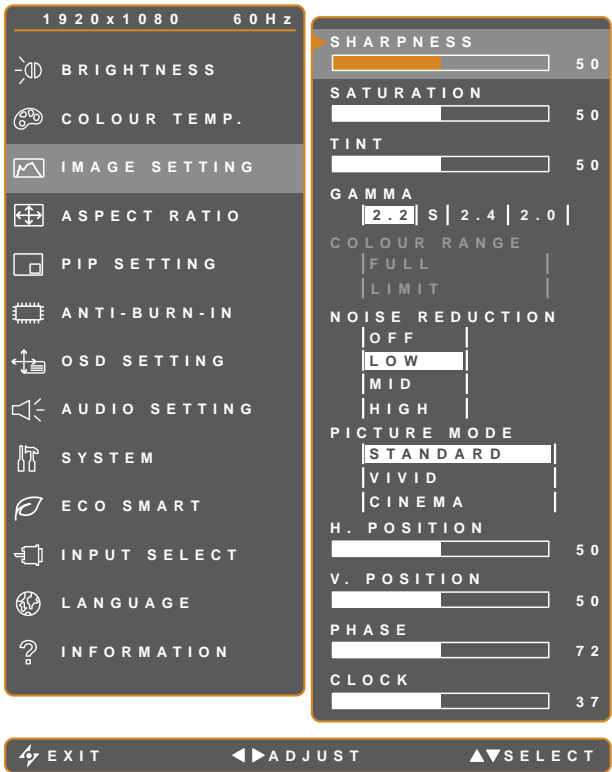 1920x1080 60Hz
BRIGHTNESS
COLOUR TEMP.
IMAGE SETTING
ASPECT RATIO
PIP SETTING
ANTI-BURN-IN
OSD SETTING
AUDIO SETTING
SYSTEM
ECO SMART
INPUT SELECT
LANGUAGE
INFORMATION
SHARPNESS
50
SATURATION
50
TINT
50
GAMMA
2.2 S 2.4 2.0
COLOUR RANGE
FULL
LIMIT
NOISE REDUCTION
OFF
LOW
MID
HIGH
PICTURE MODE
STANDARD
VIVID
CINEMA
H. POSITION
50
V. POSITION
50
PHASE
72
CLOCK
37
EXIT ADJUST SELECT